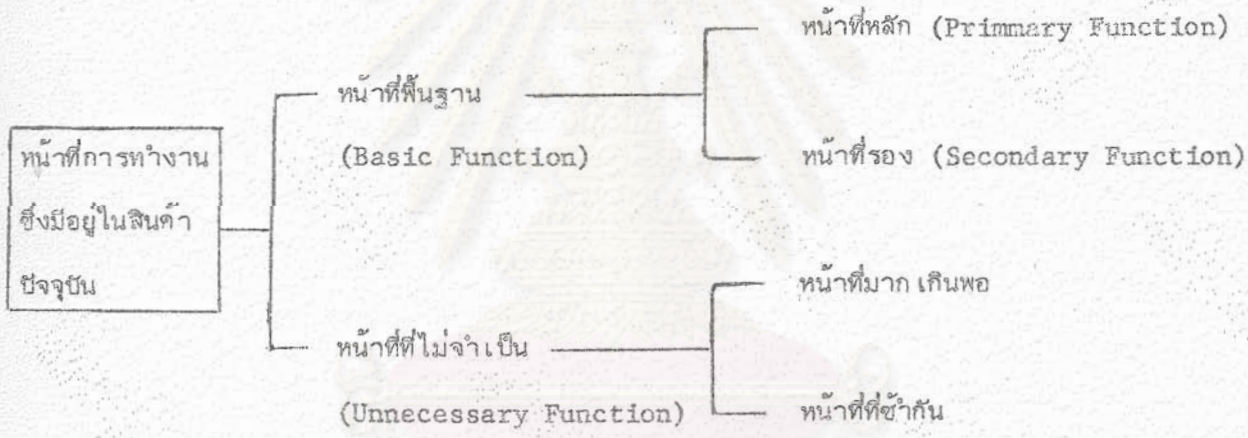 หน้าที่หลัก (Primmary Function)
หน้าที่พื้นฐาน
(Basic Function)
หน้าที่รอง (Secondary Function)
หน้าที่การทำงาน
ซึ่งมีอยู่ในสินค้า
ปัจจุบัน
หน้าที่มากเกินพอ
หน้าที่ที่ไม่จำเป็น
(Unnecessary Function)
หน้าที่ที่ซ้ำกัน